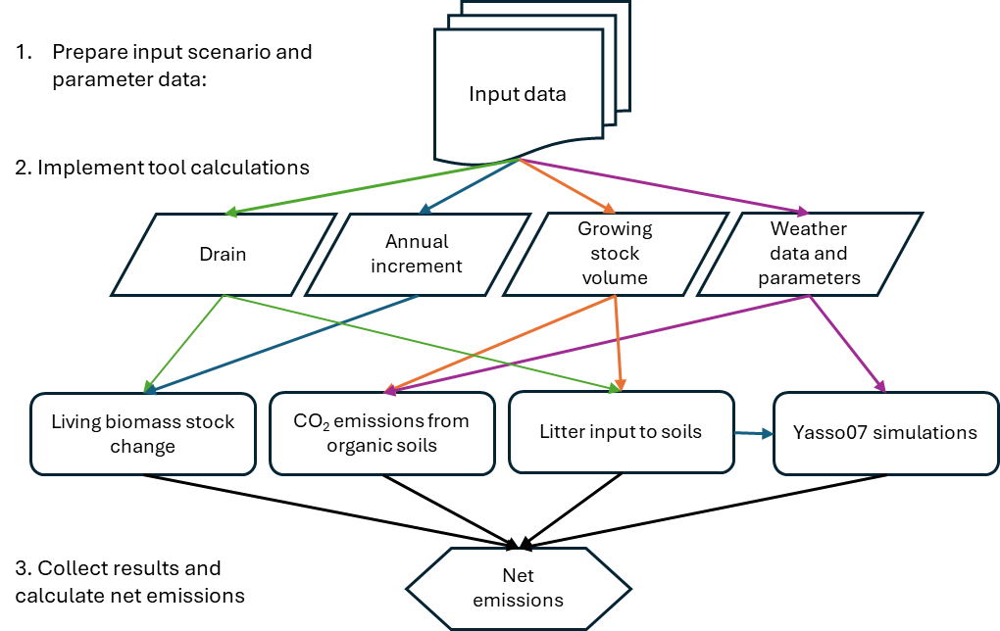 1. Prepare input scenario and
parameter data:
Input data
2. Implement tool calculations
Drain
Annual
increment
Growing
stock
volume
Weather
data and
parameters
Living biomass stock
change
CO₂ emissions from
organic soils
Litter input to soils
Yasso07 simulations
3. Collect results and
calculate net emissions
Net
emissions